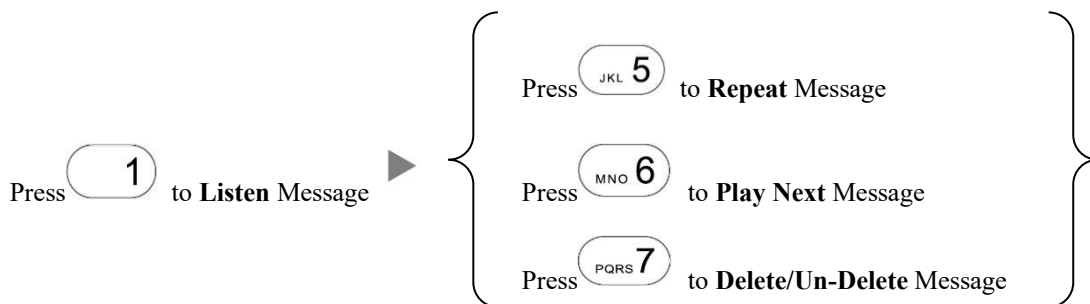 Press 1 to Listen Message
Press JKL 5 to Repeat Message
Press MNO 6 to Play Next Message
Press PQRS 7 to Delete/Un-Delete Message